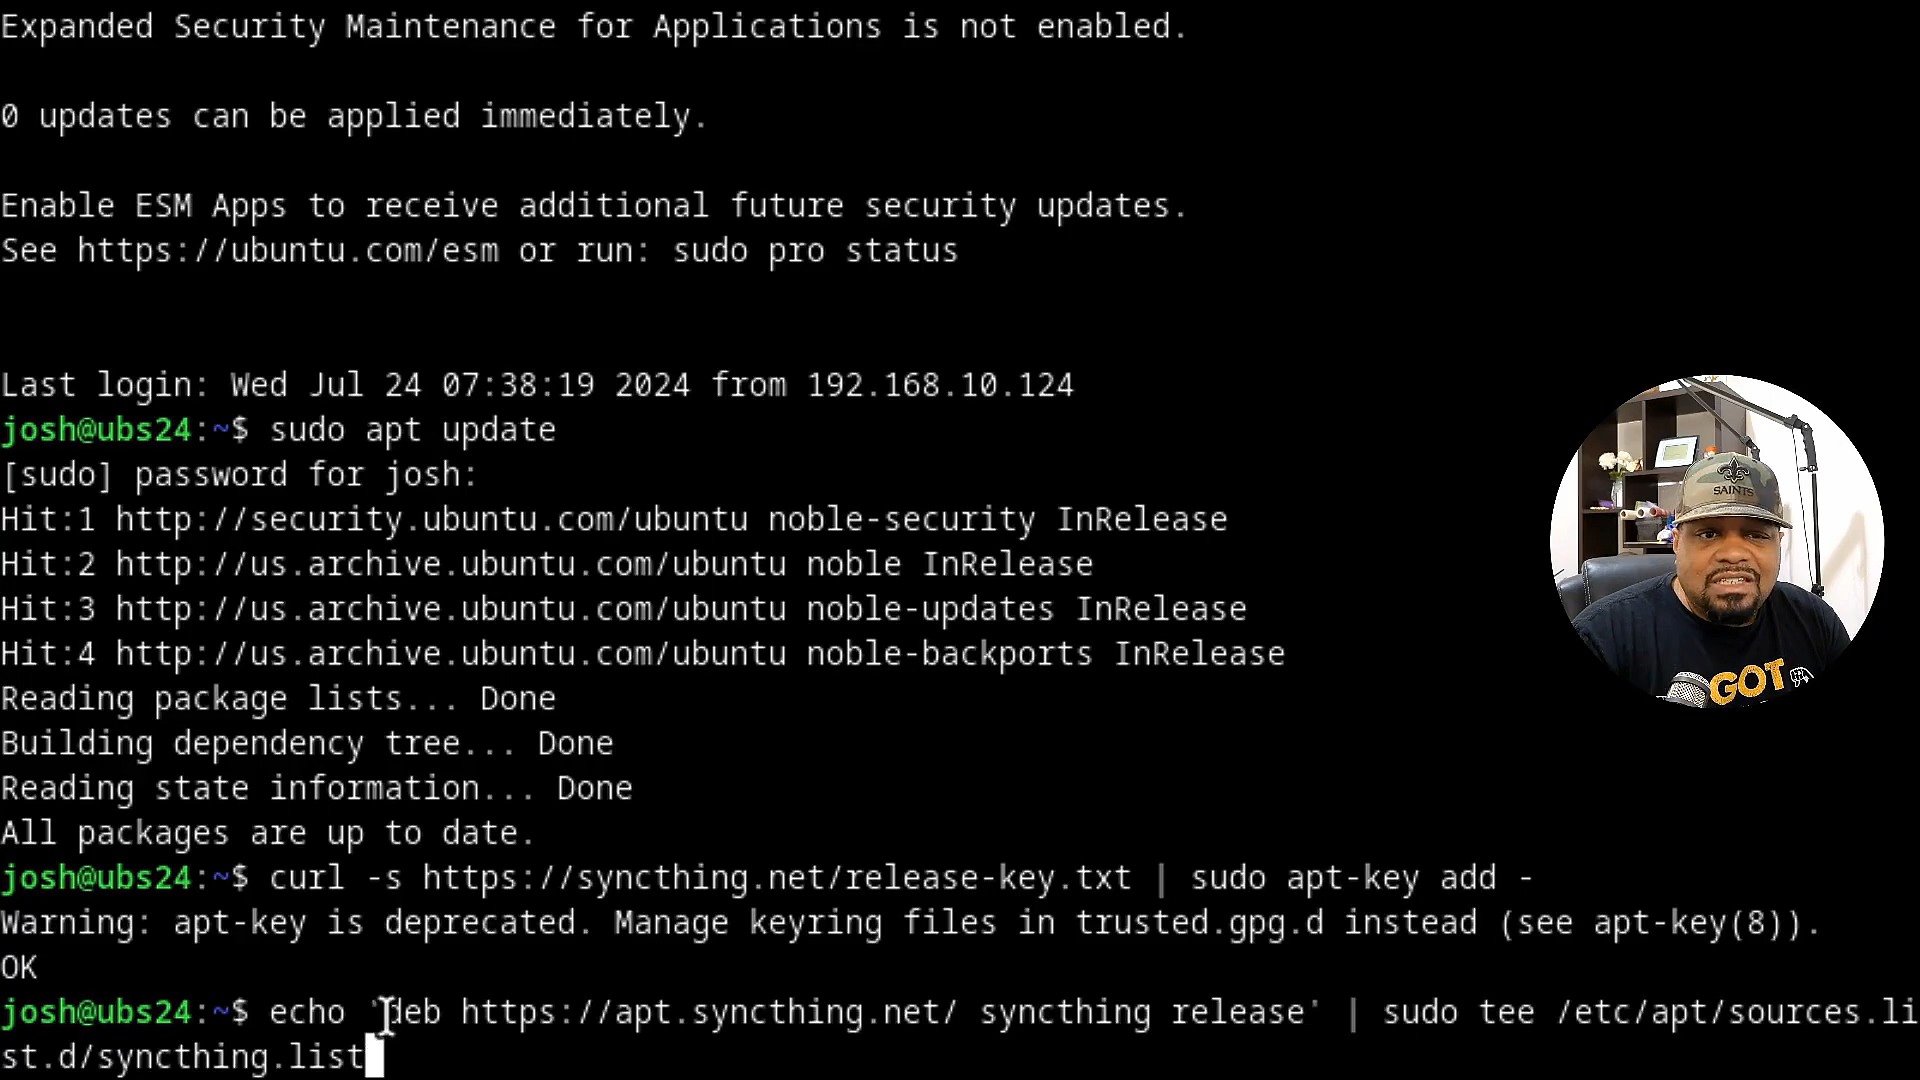 Expanded Security Maintenance for Applications is not enabled.
0 updates can be applied immediately.
Enable ESM Apps to receive additional future security updates.
See https://ubuntu.com/esm or run: sudo pro status
Last login: Wed Jul 24 07:38:19 2024 from 192.168.10.124
josh@ubs24:~$ sudo apt update
[sudo] password for josh:
Hit:1 http://security.ubuntu.com/ubuntu noble-security InRelease
Hit:2 http://us.archive.ubuntu.com/ubuntu noble InRelease
Hit:3 http://us.archive.ubuntu.com/ubuntu noble-updates InRelease
Hit:4 http://us.archive.ubuntu.com/ubuntu noble-backports InRelease
Reading package lists... Done
Building dependency tree... Done
Reading state information... Done
All packages are up to date.
josh@ubs24:~$ curl -s https://syncthing.net/release-key.txt | sudo apt-key add -
Warning: apt-key is deprecated. Manage keyring files in trusted.gpg.d instead (see apt-key(8)).
OK
josh@ubs24:~$ echo 'deb https://apt.syncthing.net/ syncthing release' | sudo tee /etc/apt/sources.li
st.d/syncthing.list
SAINTS
GOT